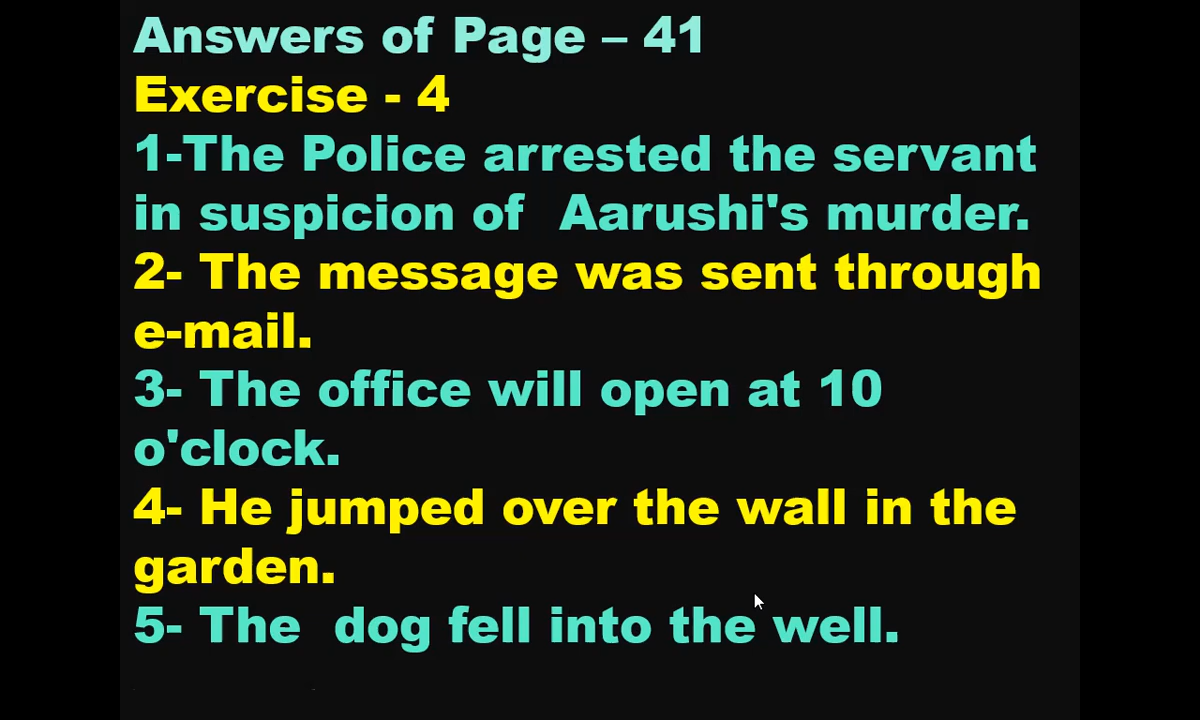 Answers of Page – 41
Exercise - 4
1-The Police arrested the servant
in suspicion of  Aarushi's murder.
2- The message was sent through
e-mail.
3- The office will open at 10
o'clock.
4- He jumped over the wall in the
garden.
5- The  dog fell into the well.